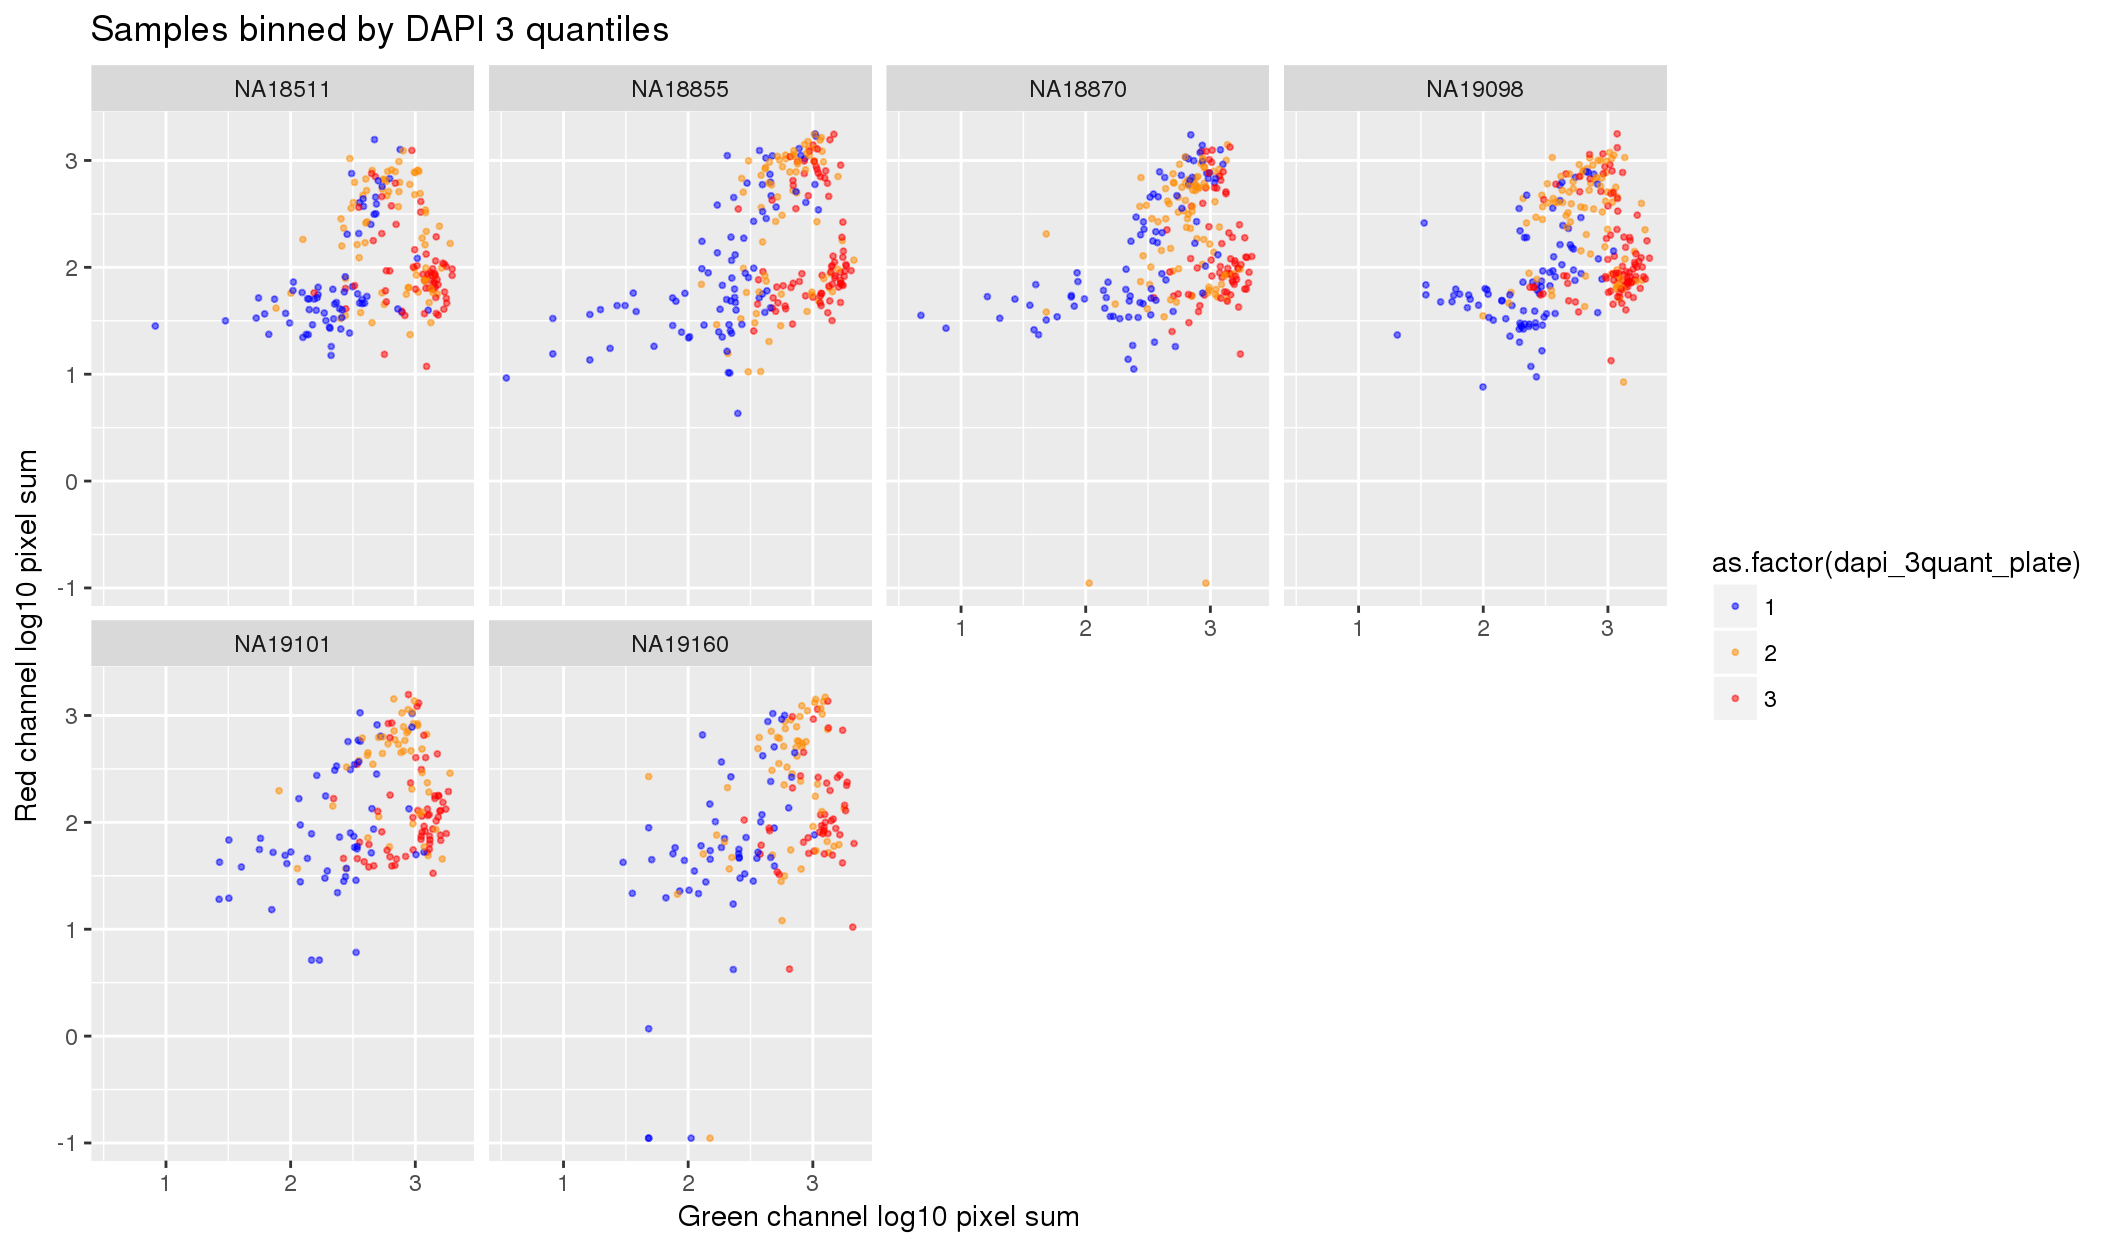 Samples binned by DAPI 3 quantiles
NA18511 NA18855 NA18870 NA19098
3
2
1
0
-1
1 2 3 1 2 3
NA19101 NA19160
3
2
1
0
-1
1 2 3 1 2 3
Red channel log10 pixel sum
Green channel log10 pixel sum
as.factor(dapi_3quant_plate)
1
2
3